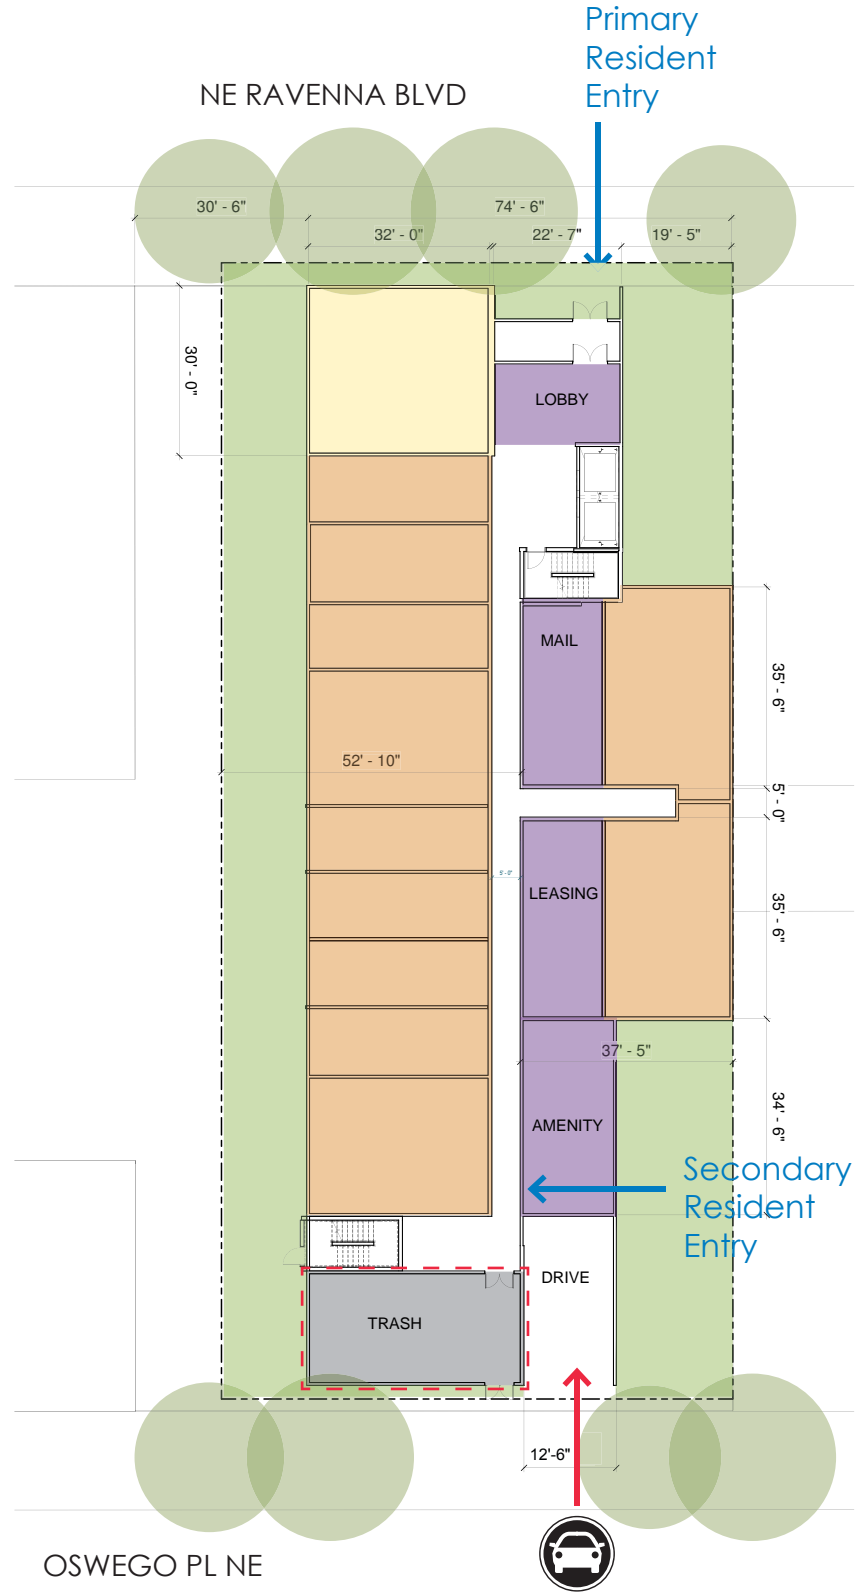 Primary
Resident
Entry
NE RAVENNA BLVD
30' - 6"
74' - 6"
32' - 0"
22' - 7"
19' - 5"
30' - 0"
LOBBY
MAIL
35' - 6"
52' - 10"
5' - 0"
LEASING
35' - 6"
37' - 5"
34' - 6"
AMENITY
Secondary
Resident
Entry
DRIVE
TRASH
12'-6"
OSWEGO PL NE